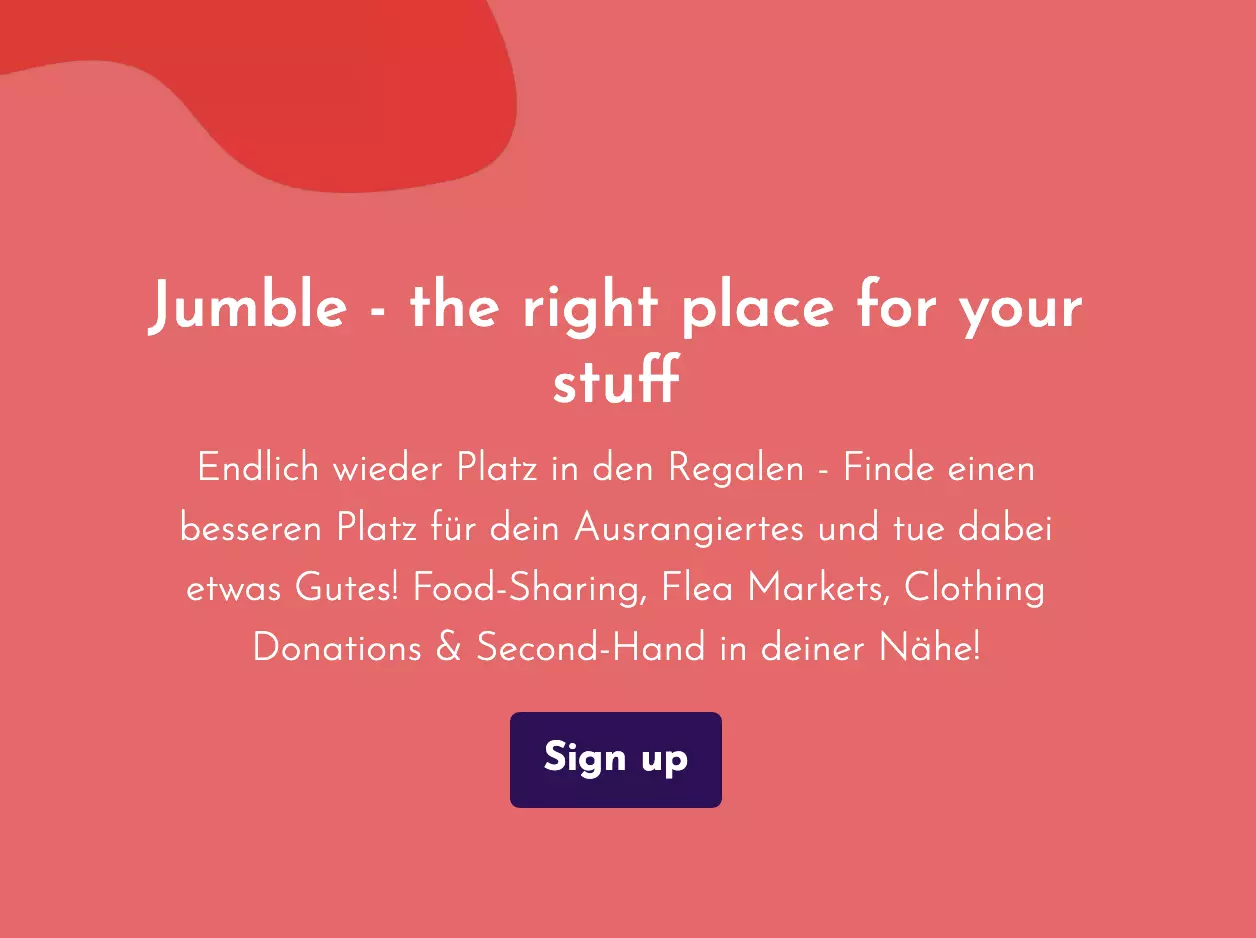 Jumble - the right place for your
stuff
Endlich wieder Platz in den Regalen - Finde einen
besseren Platz für dein Ausrangiertes und tue dabei
etwas Gutes! Food-Sharing, Flea Markets, Clothing
Donations & Second-Hand in deiner Nähe!
Sign up